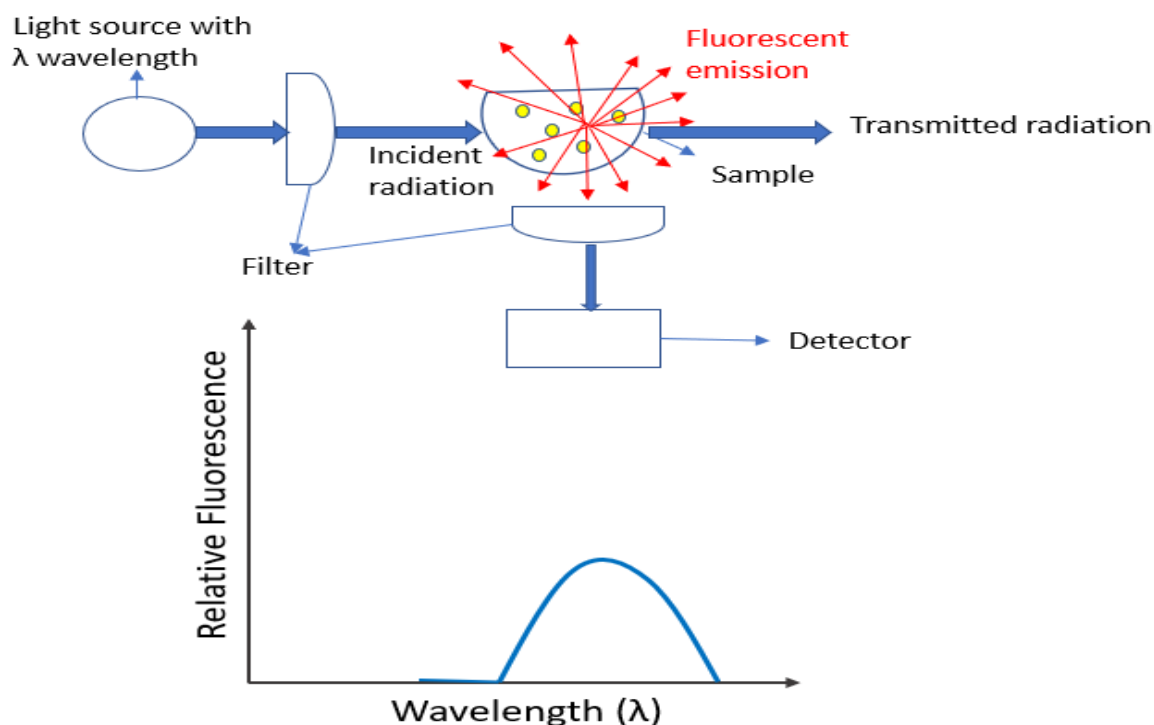 Light source with
λ wavelength
Fluorescent
emission
Transmitted radiation
Incident
radiation
Sample
Filter
Detector
Relative Fluorescence
Wavelength (λ)